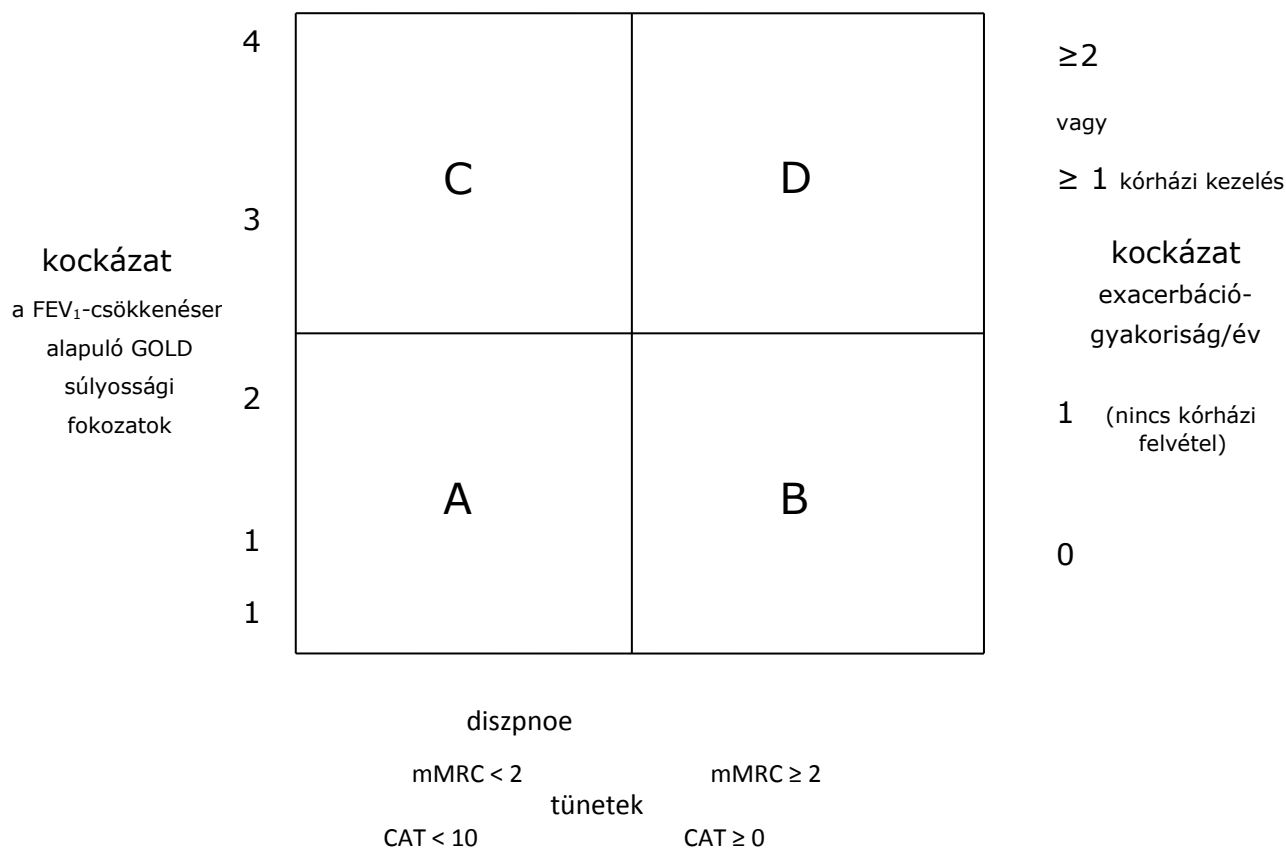 4
≥2
vagy
C
D
≥ 1 kórházi kezelés
3
kockázat
a FEV₁-csökkenéser
alapuló GOLD
súlyossági
fokozatok
kockázat
exacerbáció-
gyakoriság/év
2
1 (nincs kórházi
felvétel)
A
B
1
0
1
diszpnoe
mMRC < 2
mMRC ≥ 2
tünetek
CAT < 10
CAT ≥ 0